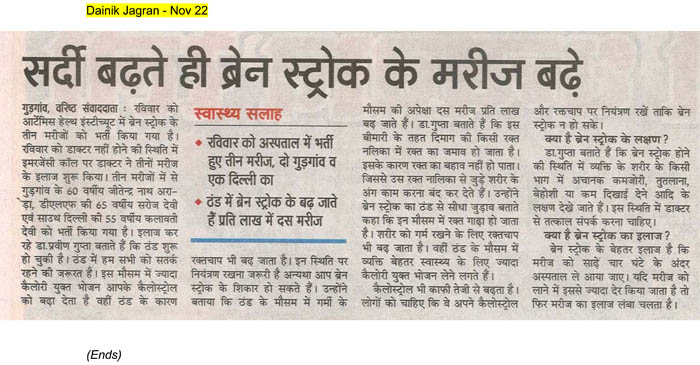 Dainik Jagran - Nov 22
सर्दी बढ़ते ही ब्रेन स्ट्रोक के मरीज बढ़े
गुड़गांव, वरिष्ठ संवाददाता : रविवार को
आर्टेमिस हेल्थ इंस्टीच्यूट में ब्रेन स्ट्रोक के
तीन मरीजों को भर्ती किया गया है।
रविवार को डाक्टर नहीं होने की स्थिति में
इमरजेंसी कॉल पर डाक्टर ने तीनों मरीज
के इलाज शुरू किया। तीन मरीजों में से
गुड़गांव के 60 वर्षीय जीतेन्द्र नाथ अरो-
ड़ा, डीएलएफ की 65 वर्षीय सरोज देवी
एवं साउथ दिल्ली की 55 वर्षीय कलावती
देवी को भर्ती किया गया है। इलाज कर
रहे डा.प्रवीण गुप्ता बताते हैं कि ठंड शुरू
हो चुकी है। ठंड में हम सभी को सतर्क
रहने की जरूरत है। इस मौसम में ज्यादा
कैलोरी युक्त भोजन आपके कैलोस्ट्रोल
को बढ़ा देता है वहीं ठंड के कारण
स्वास्थ्य सलाह
रविवार को अस्पताल में भर्ती
हुए तीन मरीज, दो गुड़गांव व
एक दिल्ली का
ठंड में ब्रेन स्ट्रोक के बढ़ जाते
हैं प्रति लाख में दस मरीज
रक्तचाप भी बढ़ जाता है। इन स्थिति पर
नियंत्रण रखना जरूरी है अन्यथा आप ब्रेन
स्ट्रोक के शिकार हो सकते हैं। उन्होंने
बताया कि ठंड के मौसम में गर्मी के
मौसम की अपेक्षा दस मरीज प्रति लाख
बढ़ जाते हैं। डा.गुप्ता बताते हैं कि इस
बीमारी के तहत दिमाग की किसी रक्त
नलिका में रक्त का जमाव हो जाता है।
इसके कारण रक्त का बहाव नहीं हो पाता।
जिससे उस रक्त नालिका से जुड़े शरीर के
अंग काम करना बंद कर देते हैं। उन्होंने
ब्रेन स्ट्रोक का ठंड से सीधा जुड़ाव बताते
कहा कि इन मौसम में रक्त गाढ़ा हो जाता
है। शरीर को गर्म रखने के लिए रक्तचाप
भी बढ़ जाता है। वहीं ठंड के मौसम में
व्यक्ति बेहतर स्वास्थ्य के लिए ज्यादा
कैलोरी युक्त भोजन लेने लगते हैं।
कैलोस्ट्रोल भी काफी तेजी से बढ़ता है।
लोगों को चाहिए कि वे अपने कैलोस्ट्रोल
और रक्तचाप पर नियंत्रण रखें ताकि ब्रेन
स्ट्रोक न हो सके।
क्या है ब्रेन स्ट्रोक के लक्षण?
डा.गुप्ता बताते हैं कि ब्रेन स्ट्रोक होने
की स्थिति में व्यक्ति के शरीर के किसी
भाग में अचानक कमजोरी, तुतलाना,
बेहोशी या कम दिखाई देने आदि के
लक्षण देखे जाते हैं। इस स्थिति में डाक्टर
से तत्काल संपर्क करना चाहिए।
क्या है ब्रेन स्ट्रोक का इलाज?
ब्रेन स्ट्रोक के बेहतर इलाज है कि
मरीज को साढ़े चार घंटे के अंदर
अस्पताल ले आया जाए। यदि मरीज को
लाने में इससे ज्यादा देर किया जाता है तो
फिर मरीज का इलाज लंबा चलता है।
(Ends)